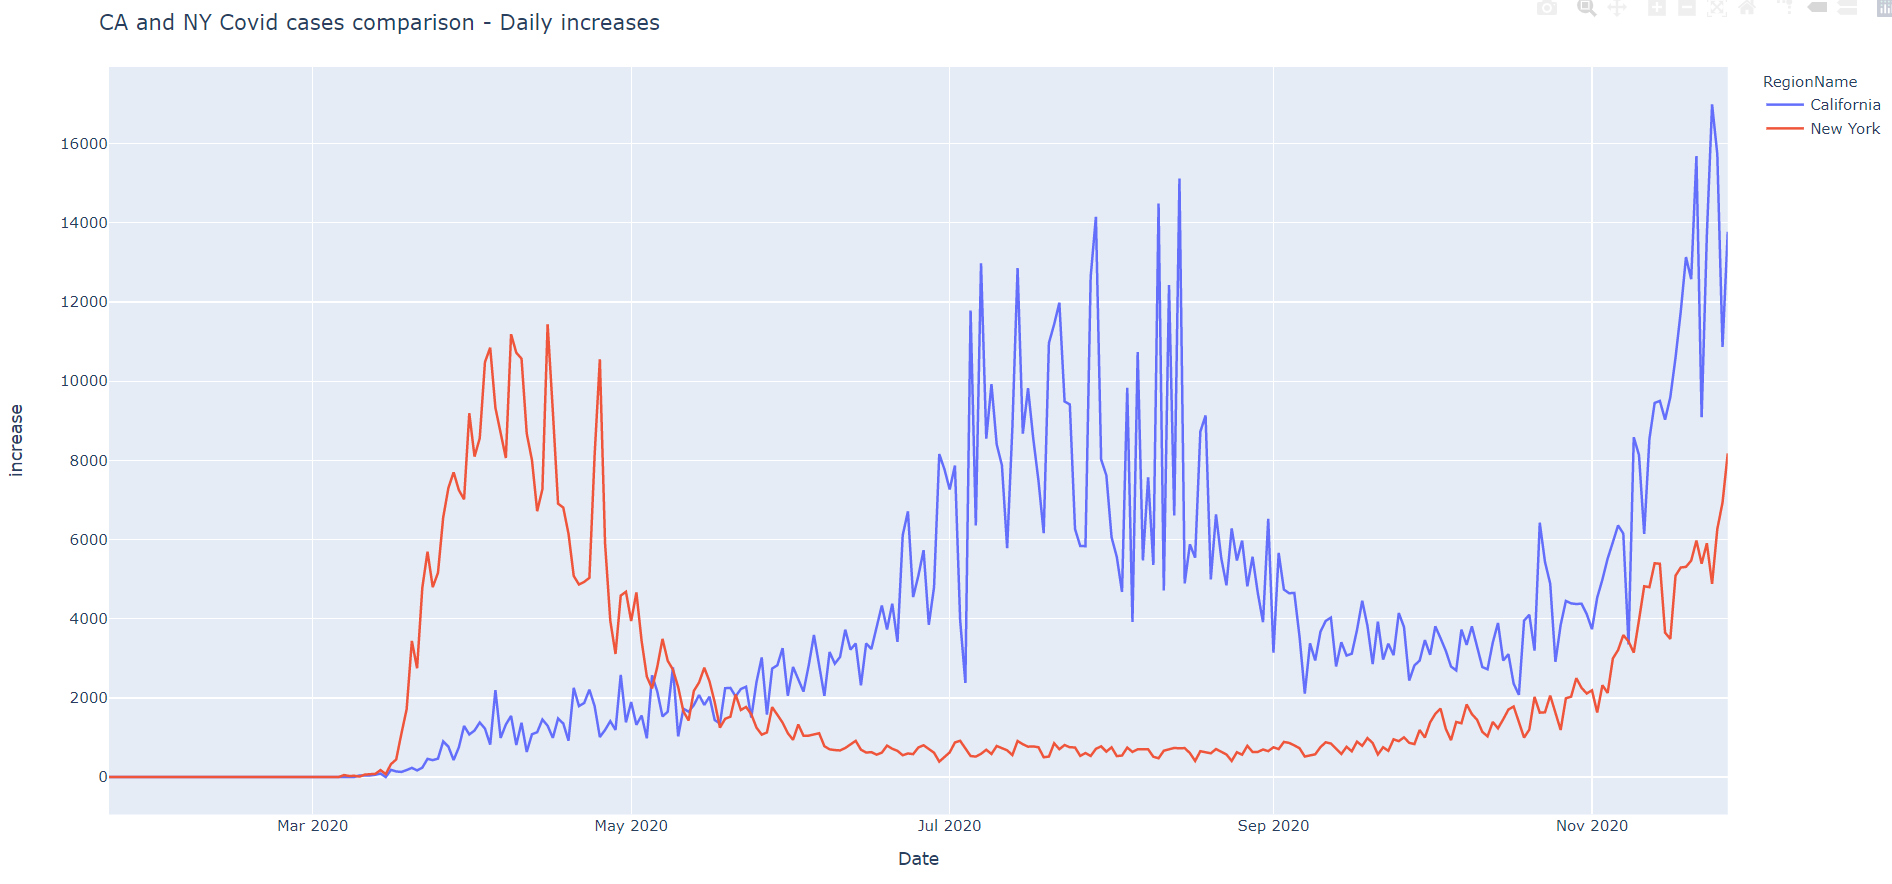 CA and NY Covid cases comparison - Daily increases
RegionName
California
New York
16000
14000
12000
10000
8000
6000
4000
2000
0
increase
Mar 2020
May 2020
Jul 2020
Sep 2020
Nov 2020
Date